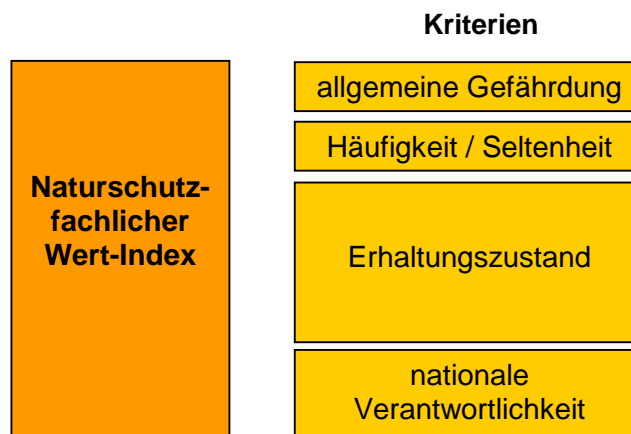 Kriterien
Naturschutz-
fachlicher
Wert-Index
allgemeine Gefährdung
Häufigkeit / Seltenheit
Erhaltungszustand
nationale
Verantwortlichkeit